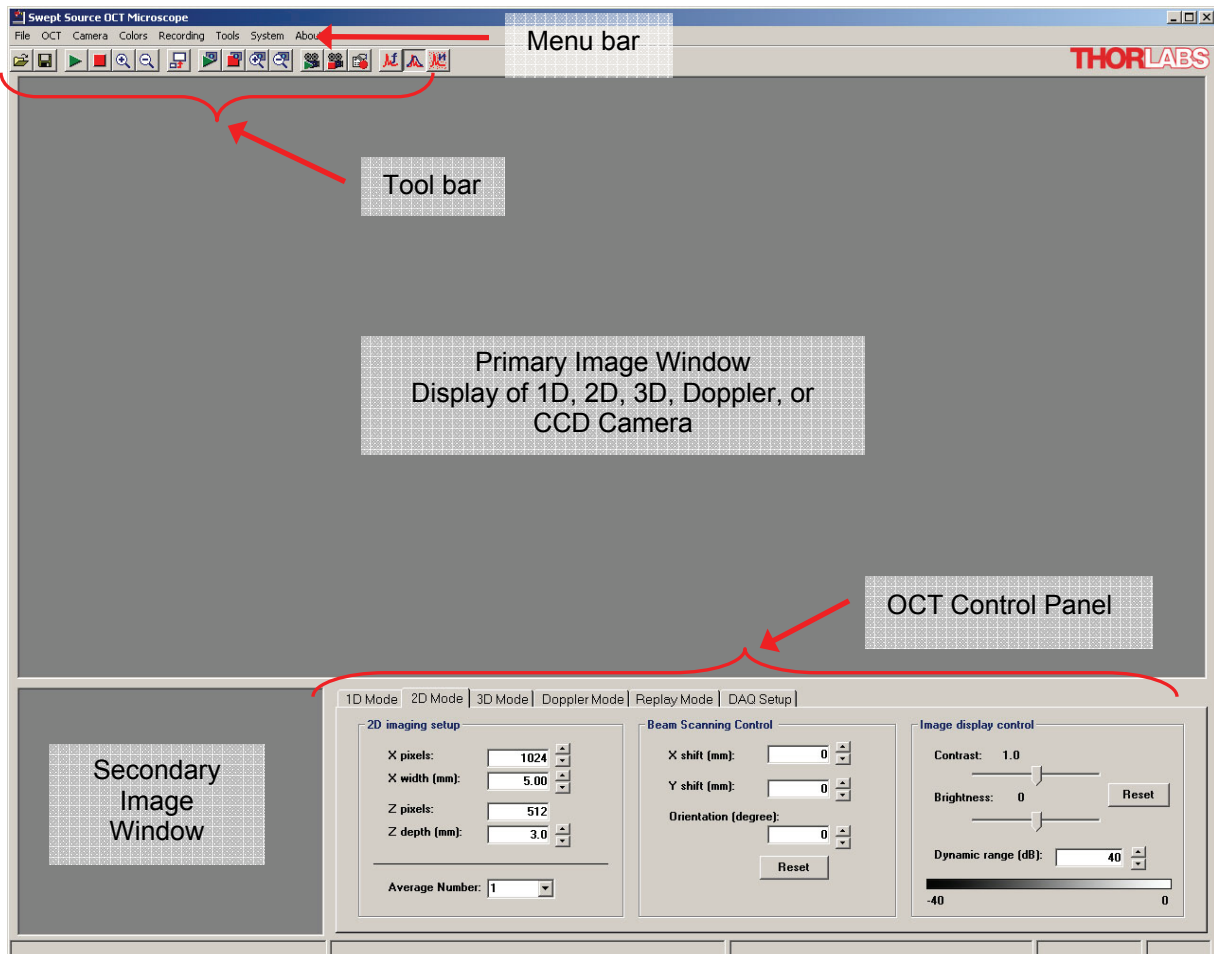 Swept Source OCT Microscope
File OCT Camera Colors Recording Tools System About
Menu bar
THORLABS
Tool bar
Primary Image Window
Display of 1D, 2D, 3D, Doppler, or
CCD Camera
OCT Control Panel
Secondary
Image
Window
1D Mode 2D Mode 3D Mode Doppler Mode Replay Mode DAQ Setup
2D imaging setup
X pixels: 1024
X width (mm): 5.00
Z pixels: 512
Z depth (mm): 3.0
Average Number: 1
Beam Scanning Control
X shift (mm): 0
Y shift (mm): 0
Orientation (degree):
0
Reset
Image display control
Contrast: 1.0
Brightness: 0
Reset
Dynamic range (dB): 40
-40 0